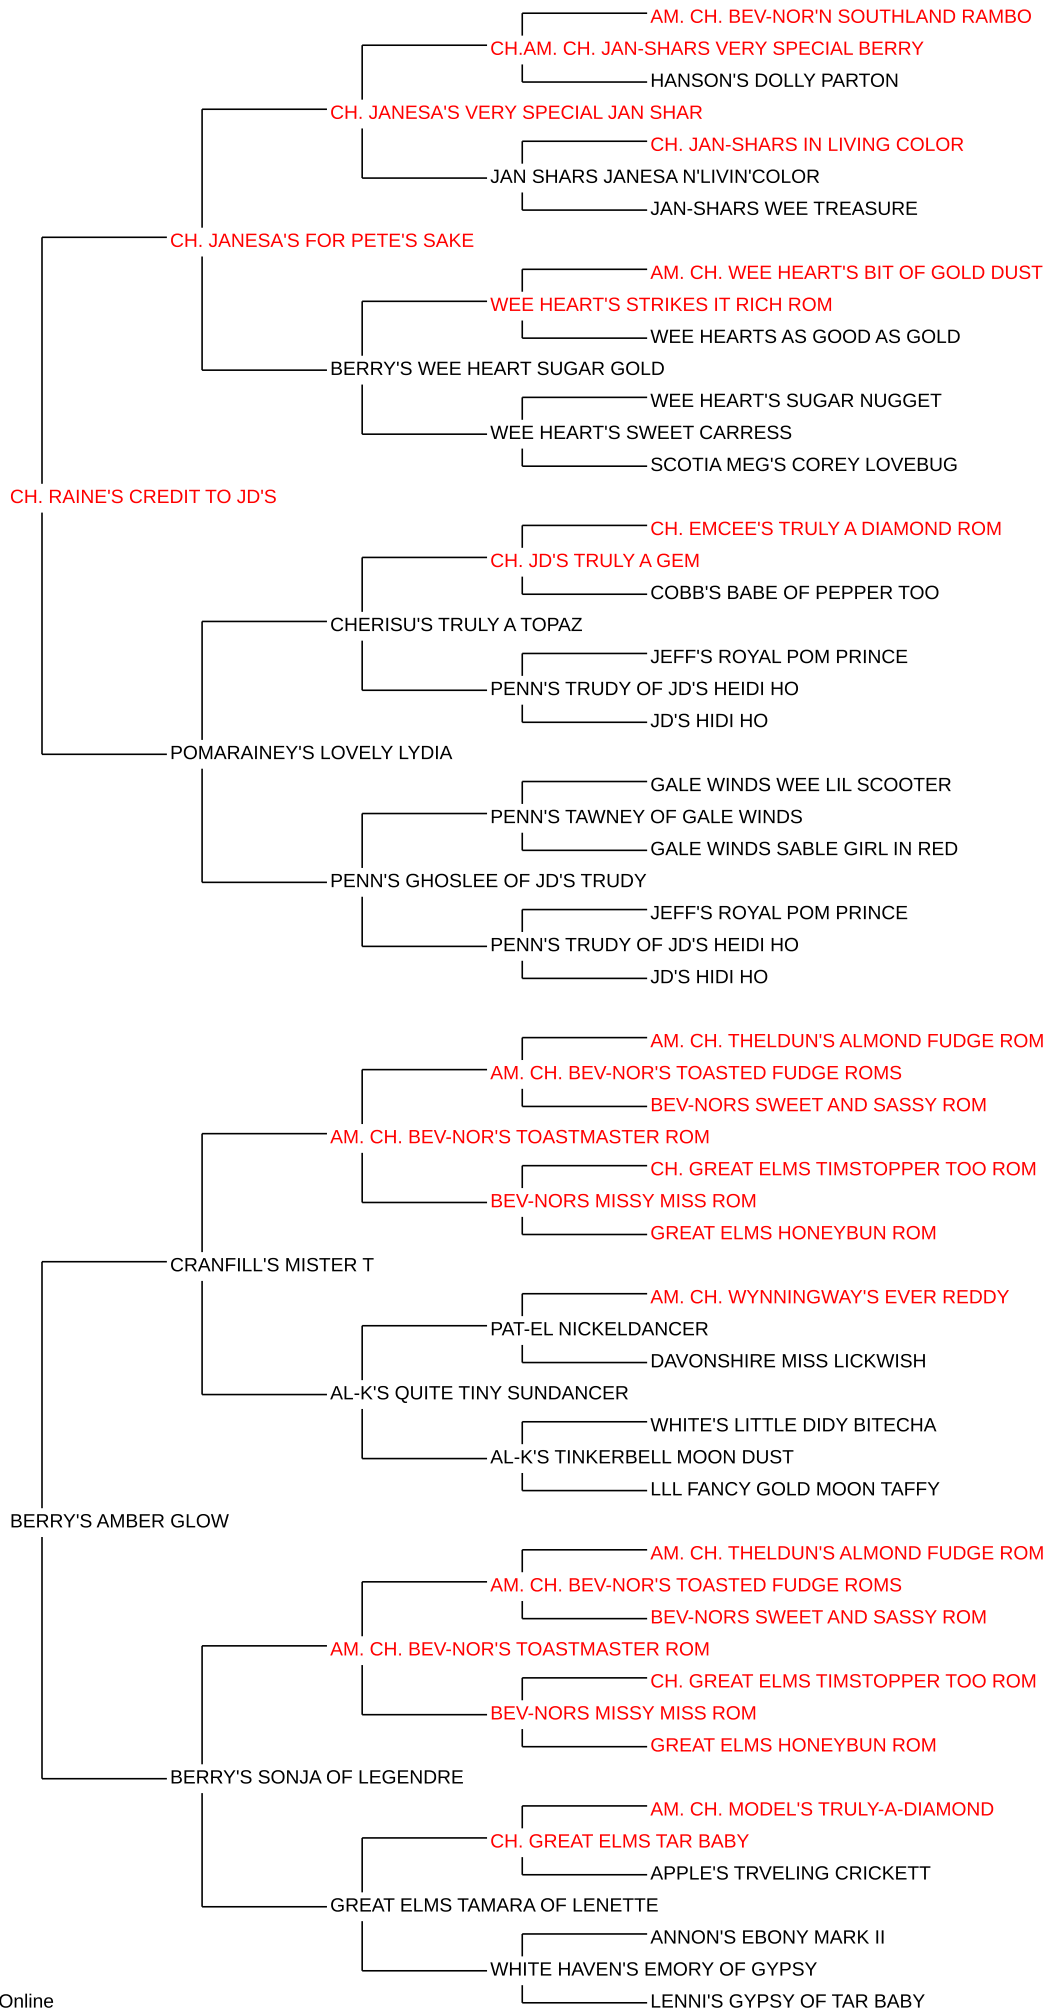 AM. CH. BEV-NOR'N SOUTHLAND RAMBO
CH.AM. CH. JAN-SHARS VERY SPECIAL BERRY
HANSON'S DOLLY PARTON
CH. JANESA'S VERY SPECIAL JAN SHAR
CH. JAN-SHARS IN LIVING COLOR
JAN SHARS JANESA N'LIVIN'COLOR
JAN-SHARS WEE TREASURE
CH. JANESA'S FOR PETE'S SAKE
AM. CH. WEE HEART'S BIT OF GOLD DUST
WEE HEART'S STRIKES IT RICH ROM
WEE HEARTS AS GOOD AS GOLD
BERRY'S WEE HEART SUGAR GOLD
WEE HEART'S SUGAR NUGGET
WEE HEART'S SWEET CARRESS
SCOTIA MEG'S COREY LOVEBUG
CH. RAINE'S CREDIT TO JD'S
CH. EMCEE'S TRULY A DIAMOND ROM
CH. JD'S TRULY A GEM
COBB'S BABE OF PEPPER TOO
CHERISU'S TRULY A TOPAZ
JEFF'S ROYAL POM PRINCE
PENN'S TRUDY OF JD'S HEIDI HO
JD'S HIDI HO
POMARAINEY'S LOVELY LYDIA
GALE WINDS WEE LIL SCOOTER
PENN'S TAWNEY OF GALE WINDS
GALE WINDS SABLE GIRL IN RED
PENN'S GHOSLEE OF JD'S TRUDY
JEFF'S ROYAL POM PRINCE
PENN'S TRUDY OF JD'S HEIDI HO
JD'S HIDI HO
AM. CH. THELDUN'S ALMOND FUDGE ROM
AM. CH. BEV-NOR'S TOASTED FUDGE ROMS
BEV-NORS SWEET AND SASSY ROM
AM. CH. BEV-NOR'S TOASTMASTER ROM
CH. GREAT ELMS TIMSTOPPER TOO ROM
BEV-NORS MISSY MISS ROM
GREAT ELMS HONEYBUN ROM
CRANFILL'S MISTER T
AM. CH. WYNNINGWAY'S EVER REDDY
PAT-EL NICKELDANCER
DAVONSHIRE MISS LICKWISH
AL-K'S QUITE TINY SUNDANCER
WHITE'S LITTLE DIDY BITECHA
AL-K'S TINKERBELL MOON DUST
LLL FANCY GOLD MOON TAFFY
BERRY'S AMBER GLOW
AM. CH. THELDUN'S ALMOND FUDGE ROM
AM. CH. BEV-NOR'S TOASTED FUDGE ROMS
BEV-NORS SWEET AND SASSY ROM
AM. CH. BEV-NOR'S TOASTMASTER ROM
CH. GREAT ELMS TIMSTOPPER TOO ROM
BEV-NORS MISSY MISS ROM
GREAT ELMS HONEYBUN ROM
BERRY'S SONJA OF LEGENDRE
AM. CH. MODEL'S TRULY-A-DIAMOND
CH. GREAT ELMS TAR BABY
APPLE'S TRVELING CRICKETT
GREAT ELMS TAMARA OF LENETTE
ANNON'S EBONY MARK II
WHITE HAVEN'S EMORY OF GYPSY
LENNI'S GYPSY OF TAR BABY
Online